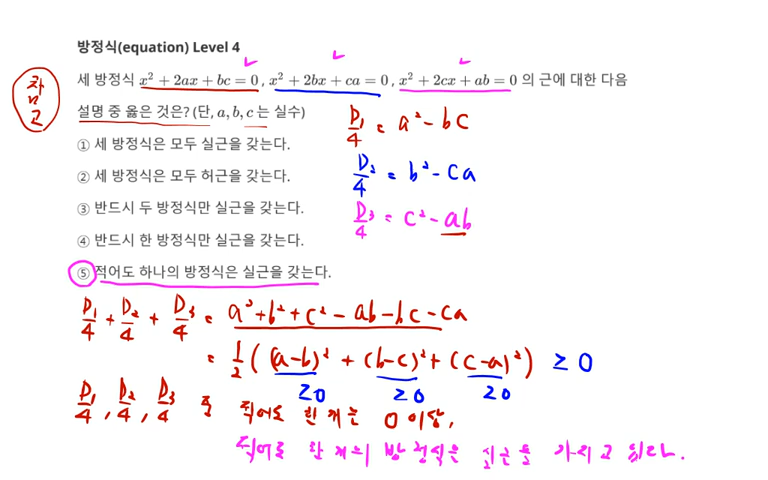 방정식(equation) Level 4
세 방정식 x² + 2ax + bc = 0, x² + 2bx + ca = 0, x² + 2cx + ab = 0 의 근에 대한 다음
참고
설명 중 옳은 것은? (단, a, b, c 는 실수)
D₁/4 = a² - bc
① 세 방정식은 모두 실근을 갖는다.
② 세 방정식은 모두 허근을 갖는다.
D₂/4 = b² - ca
③ 반드시 두 방정식만 실근을 갖는다.
D₃/4 = c² - ab
④ 반드시 한 방정식만 실근을 갖는다.
⑤ 적어도 하나의 방정식은 실근을 갖는다.
D₁/4 + D₂/4 + D₃/4 = a² + b² + c² - ab - bc - ca
= 1/2 ( (a-b)² + (b-c)² + (c-a)² ) ≥ 0
≥0 ≥0 ≥0
D₁/4, D₂/4, D₃/4 중 적어도 한 개는 0 이상,
적어도 한 개의 방정식은 실근을 가지고 있다.